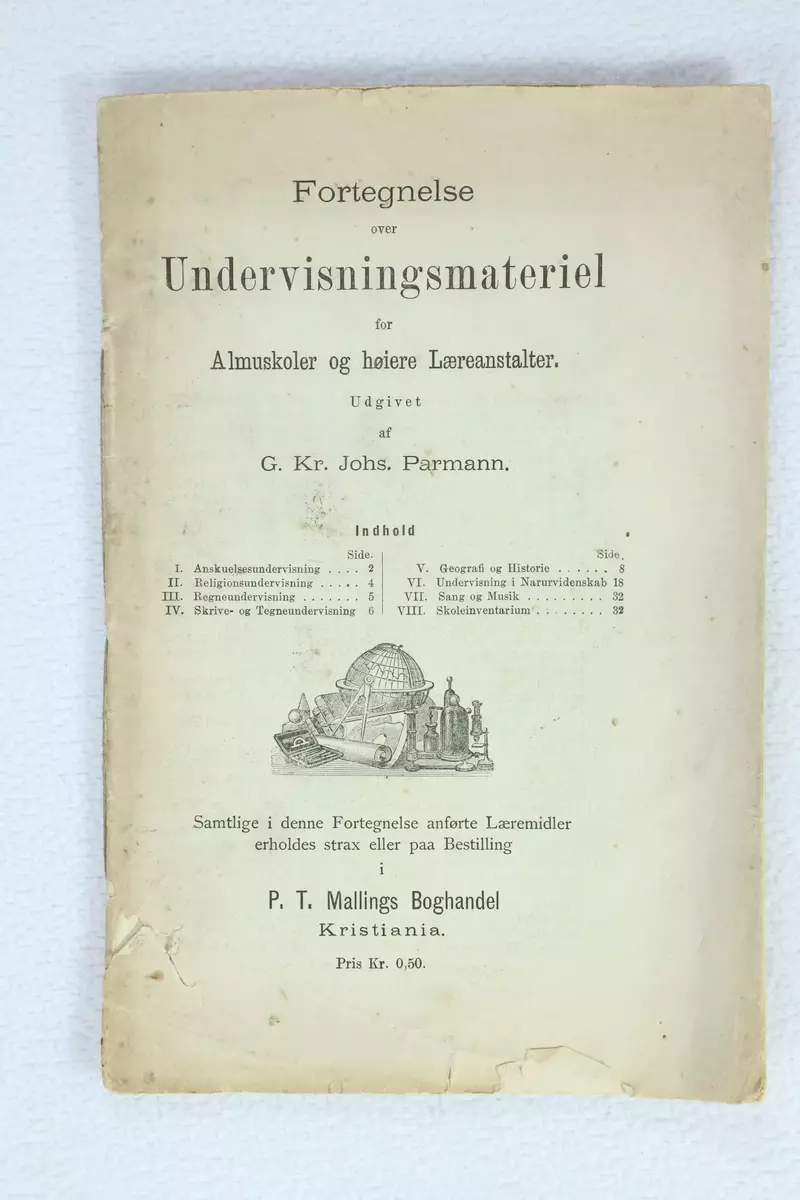 Fortegnelse
over
Undervisningsmateriel
for
Almuskoler og høiere Læreanstalter.
Udgivet
af
G. Kr. Johs. Parmann.
Indhold
Side.
I. Anskuelsesundervisning . . . . 2
II. Religionsundervisning . . . . . 4
III. Regneundervisning . . . . . . . 5
IV. Skrive- og Tegneundervisning 6
Side.
V. Geografi og Historie . . . . . . 8
VI. Undervisning i Narurvidenskab 18
VII. Sang og Musik . . . . . . . . . 32
VIII. Skoleinventarium . . . . . . . . 32
Samtlige i denne Fortegnelse anførte Læremidler
erholdes strax eller paa Bestilling
i
P. T. Mallings Boghandel
Kristiania.
Pris Kr. 0,50.